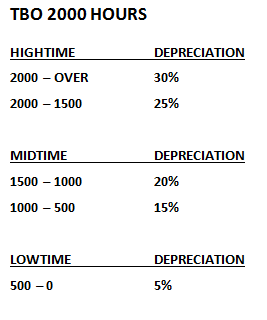 TBO 2000 HOURS
HIGHTIME DEPRECIATION
2000 – OVER 30%
2000 – 1500 25%
MIDTIME DEPRECIATION
1500 – 1000 20%
1000 – 500 15%
LOWTIME DEPRECIATION
500 – 0 5%